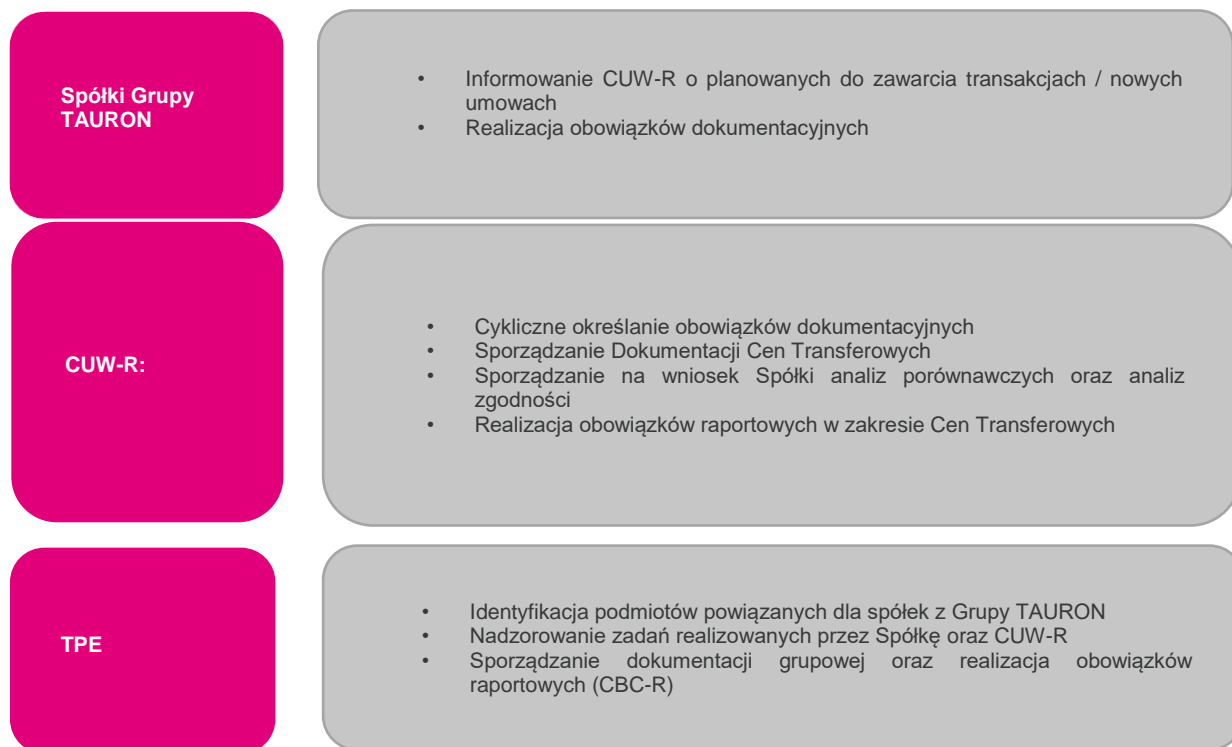 Spółki Grupy
TAURON
• Informowanie CUW-R o planowanych do zawarcia transakcjach / nowych
umowach
• Realizacja obowiązków dokumentacyjnych
CUW-R:
• Cykliczne określanie obowiązków dokumentacyjnych
• Sporządzanie Dokumentacji Cen Transferowych
• Sporządzanie na wniosek Spółki analiz porównawczych oraz analiz
zgodności
• Realizacja obowiązków raportowych w zakresie Cen Transferowych
TPE
• Identyfikacja podmiotów powiązanych dla spółek z Grupy TAURON
• Nadzorowanie zadań realizowanych przez Spółkę oraz CUW-R
• Sporządzanie dokumentacji grupowej oraz realizacja obowiązków
raportowych (CBC-R)